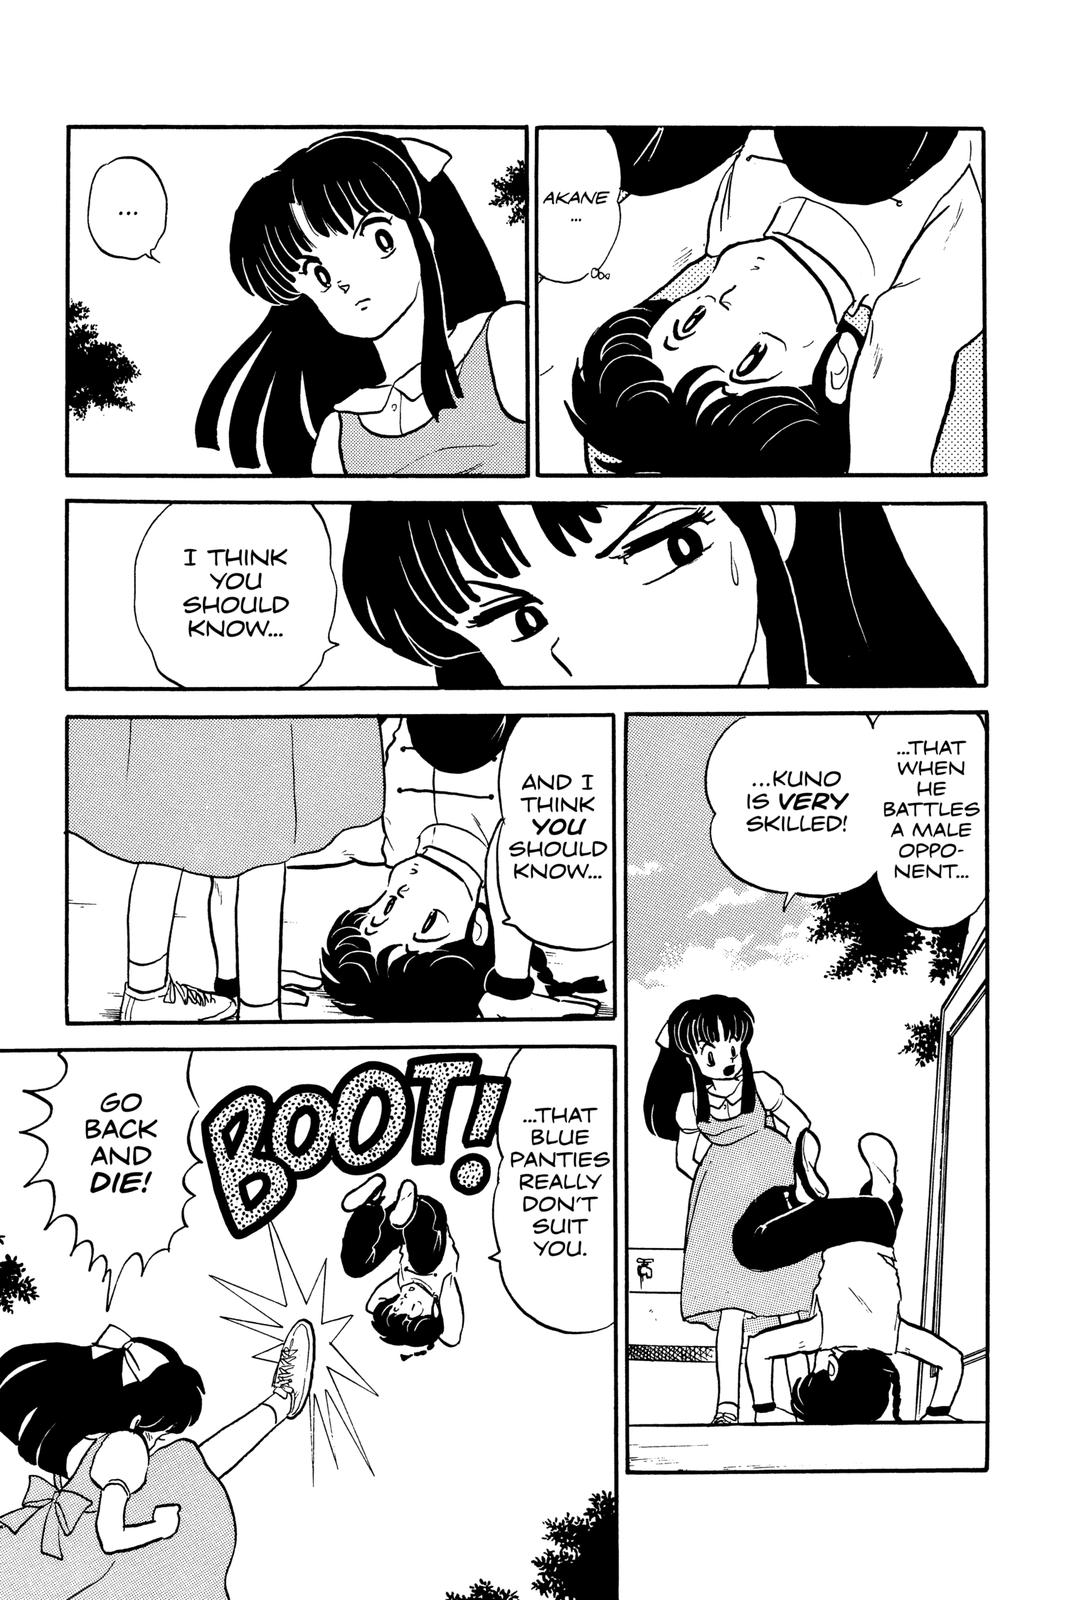 AKANE
...
...
I THINK
YOU
SHOULD
KNOW...
...THAT
WHEN
HE
BATTLES
A MALE
OPPO-
NENT...
...KUNO
IS VERY
SKILLED!
AND I
THINK
YOU
SHOULD
KNOW...
...THAT
BLUE
PANTIES
REALLY
DON'T
SUIT
YOU.
BOOT!
GO
BACK
AND
DIE!